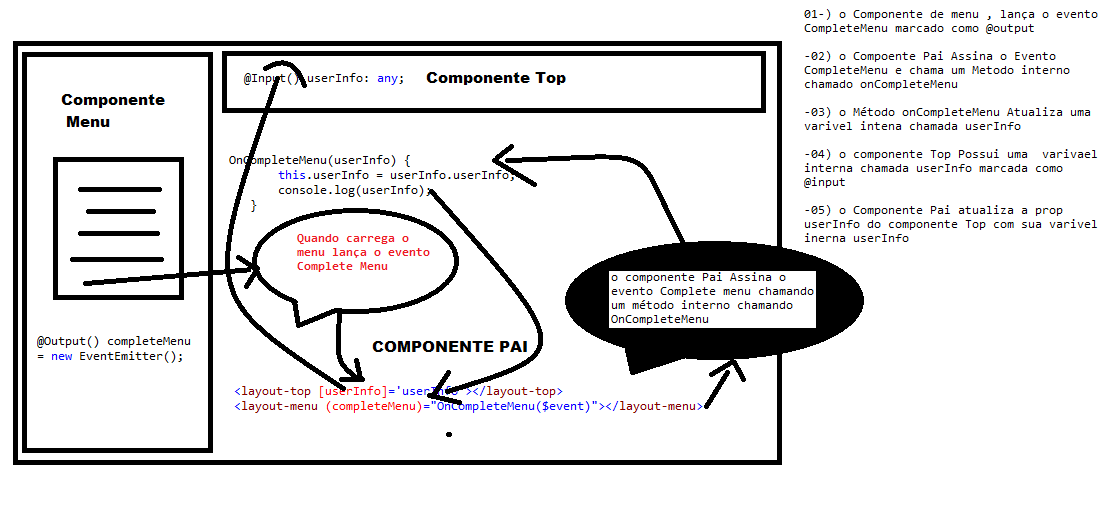 01-) o Componente de menu , lança o evento
CompleteMenu marcado como @output
-02) o Compoente Pai Assina o Evento
CompleteMenu e chama um Metodo interno
chamado onCompleteMenu
-03) o Método onCompleteMenu Atualiza uma
varivel intena chamada userInfo
-04) o componente Top Possui uma  varivael
interna chamada userInfo marcada como
@input
-05) o Componente Pai atualiza a prop
userInfo do componente Top com sua varivel
inerna userInfo
@Input() userInfo: any;
Componente Top
Componente
Menu
OnCompleteMenu(userInfo) {
this.userInfo = userInfo.userInfo;
console.log(userInfo);
}
Quando carrega o
menu lança o evento
Complete Menu
o componente Pai Assina o
evento Complete menu chamando
um método interno chamando
OnCompleteMenu
@Output() completeMenu
= new EventEmitter();
COMPONENTE PAI
<layout-top [userInfo]='userInfo'></layout-top>
<layout-menu (completeMenu)="OnCompleteMenu($event)"></layout-menu>